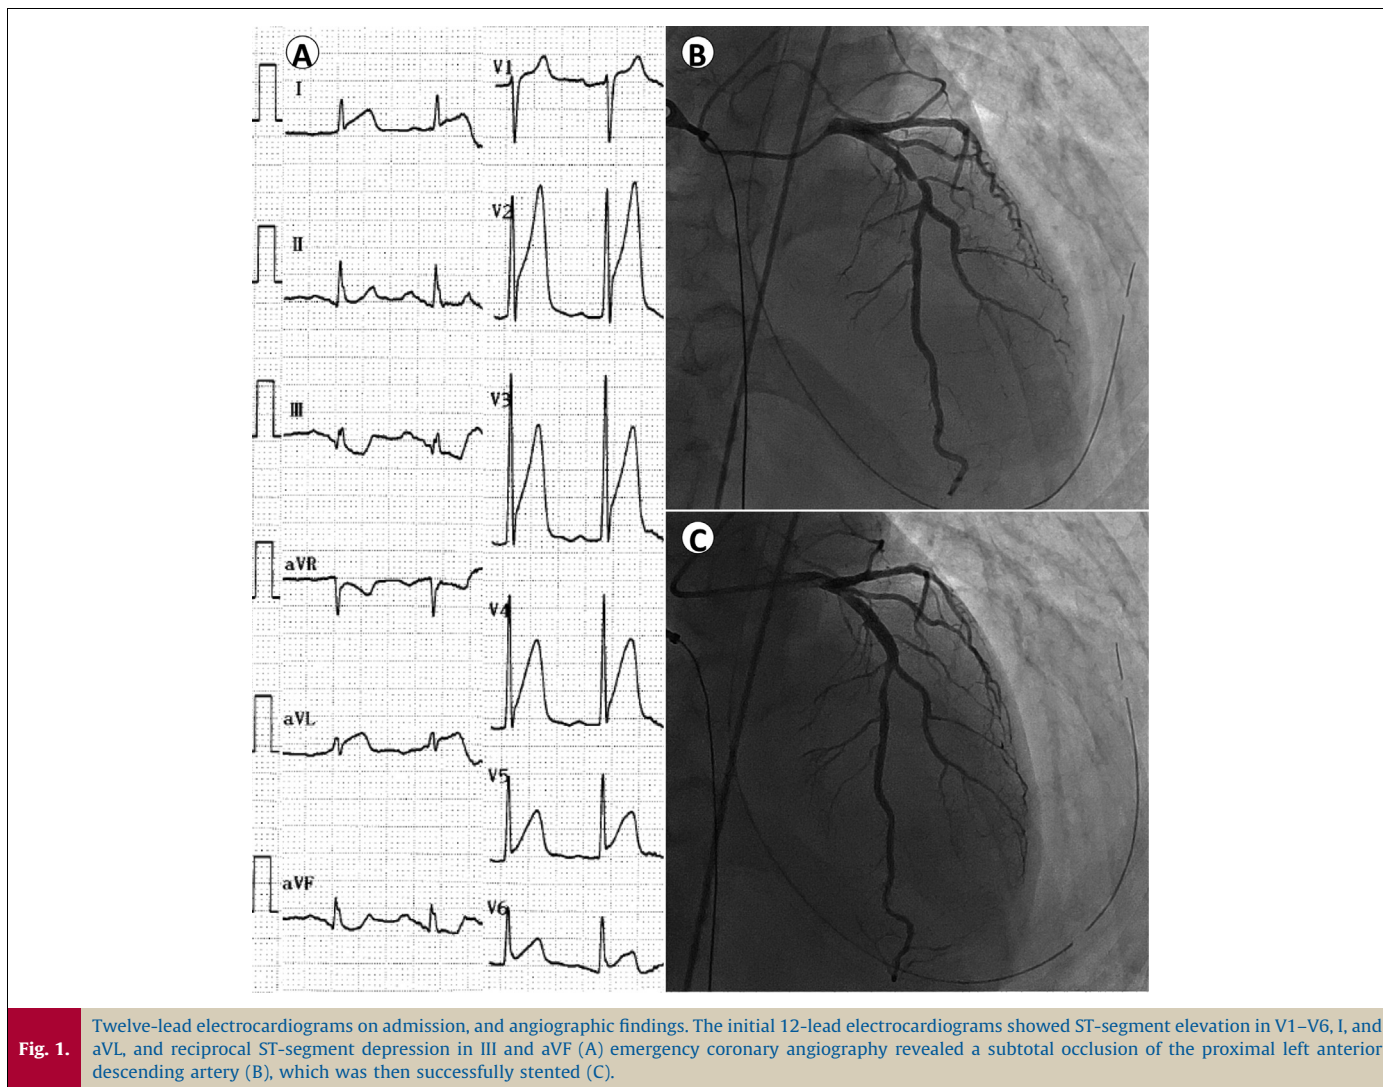 A
I
II
III
aVR
aVL
aVF
V1
V2
V3
V4
V5
V6
B
C
Fig. 1.
Twelve-lead electrocardiograms on admission, and angiographic findings. The initial 12-lead electrocardiograms showed ST-segment elevation in V1–V6, I, and
aVL, and reciprocal ST-segment depression in III and aVF (A) emergency coronary angiography revealed a subtotal occlusion of the proximal left anterior
descending artery (B), which was then successfully stented (C).